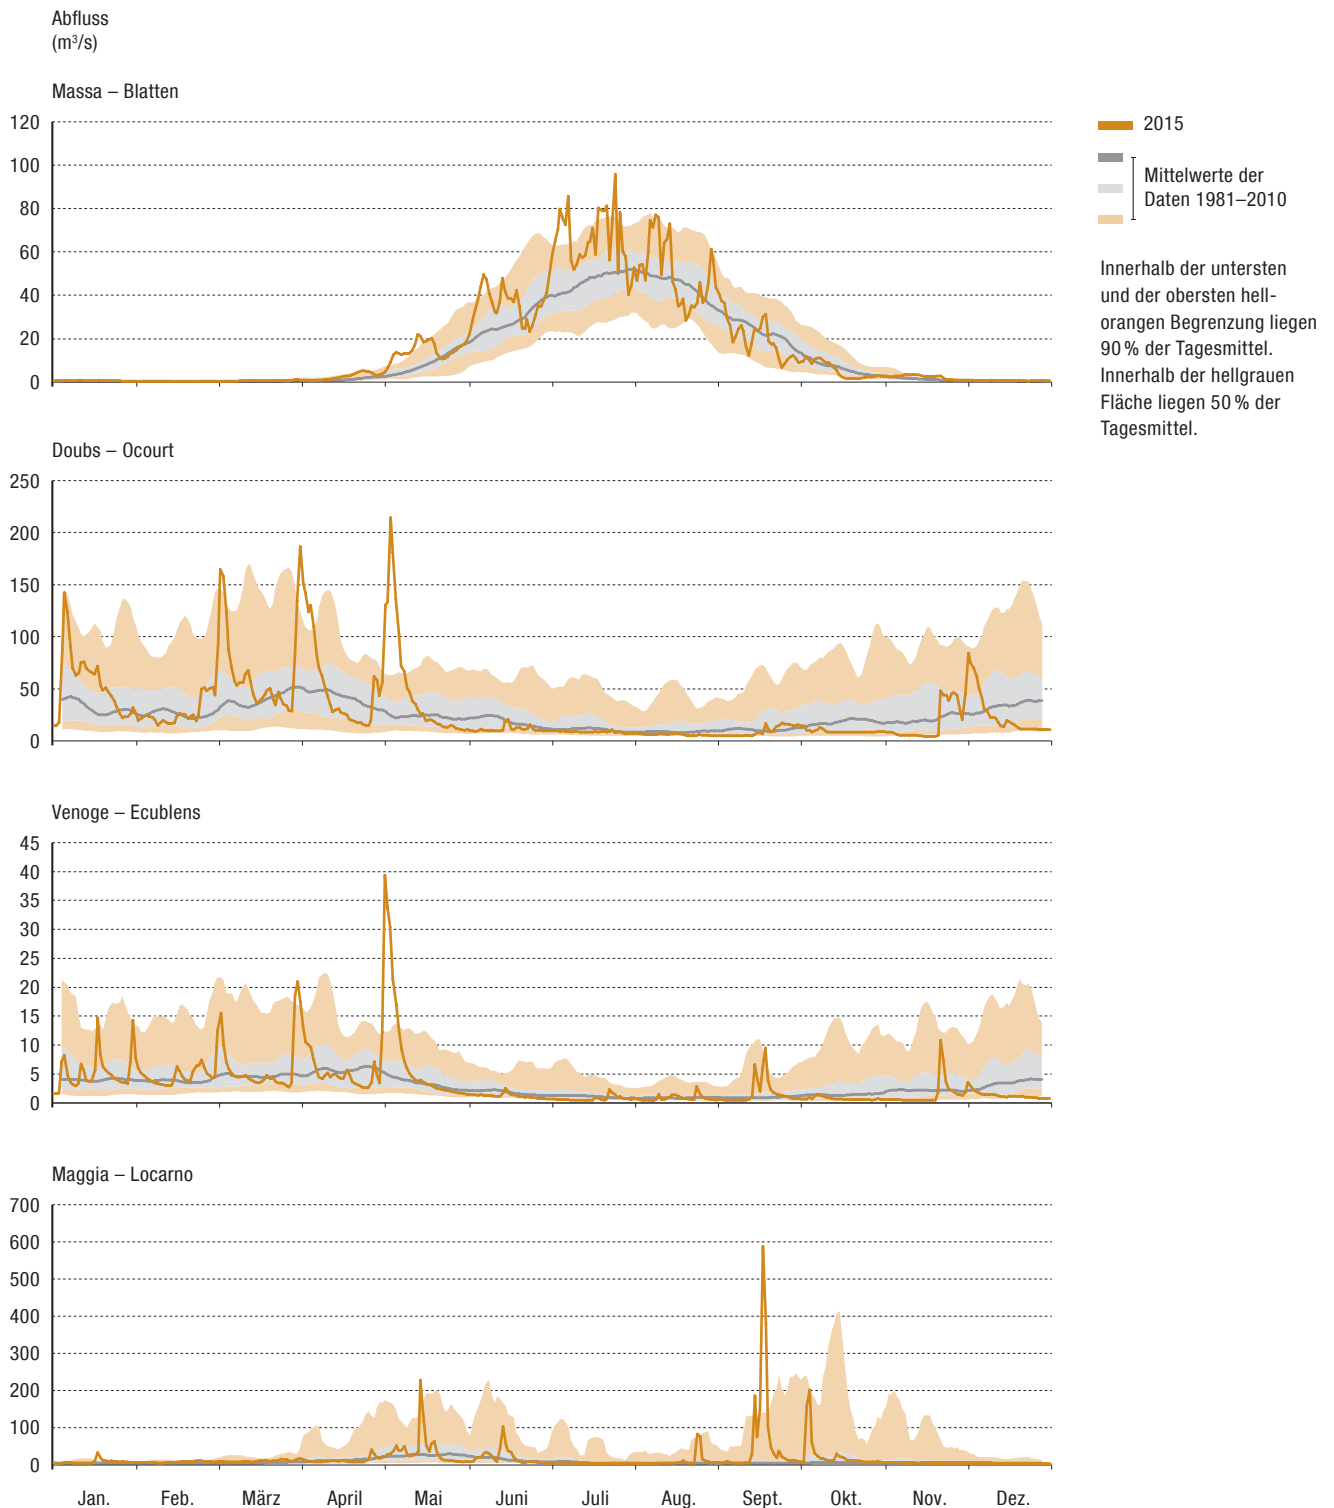 Abfluss
(m³/s)
Massa – Blatten
120
100
80
60
40
20
0
2015
Mittelwerte der
Daten 1981–2010
Innerhalb der untersten
und der obersten hell-
orangen Begrenzung liegen
90 % der Tagesmittel.
Innerhalb der hellgrauen
Fläche liegen 50 % der
Tagesmittel.
Doubs – Ocourt
250
200
150
100
50
0
Venoge – Ecublens
45
40
35
30
25
20
15
10
5
0
Maggia – Locarno
700
600
500
400
300
200
100
0
Jan. Feb. März April Mai Juni Juli Aug. Sept. Okt. Nov. Dez.